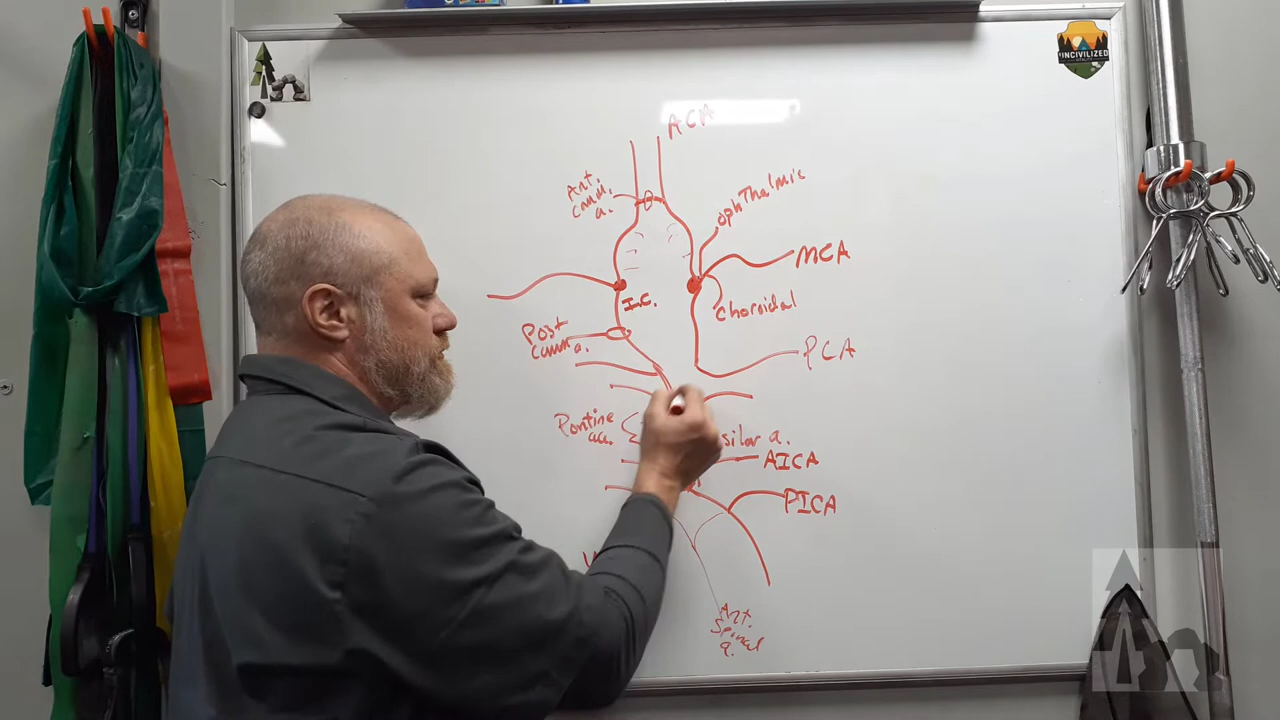 UNCIVILIZED
ACA
Ant.
Comm.
a.
ophthalmic
MCA
I.C.
Choroidal
Post
Comm a.
PCA
Pontine
aa.
silar a.
AICA
PICA
Ant.
Spinal
a.